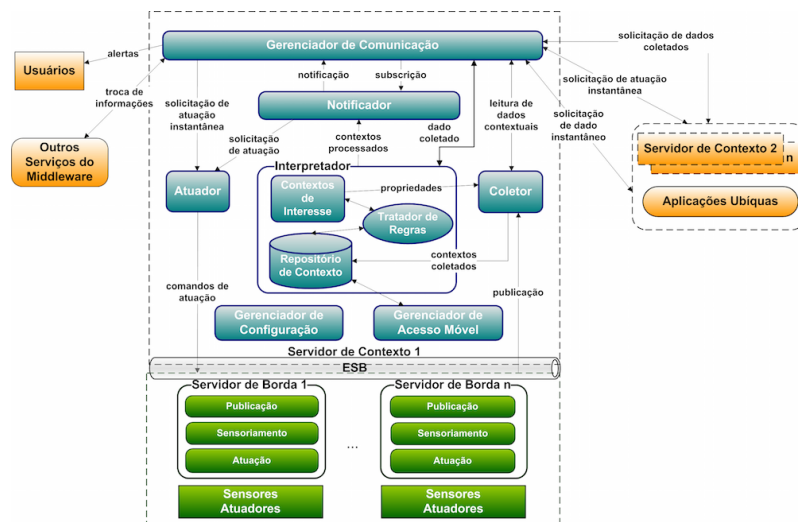 Gerenciador de Comunicação
solicitação de dados
coletados
alertas
Usuários
notificação
subscrição
solicitação de atuação
instantânea
troca de
informações
solicitação de
atuação
instantânea
Notificador
leitura de
dados
contextuais
solicitação
de dado
instantâneo
solicitação
de atuação
contextos
processados
dado
coletado
Outros
Serviços do
Middleware
Servidor de Contexto 2
n
Interpretador
Atuador
Contextos
de
Interesse
propriedades
Coletor
Aplicações Ubíquas
Tratador de
Regras
Repositório
de Contexto
contextos
coletados
comandos de
atuação
publicação
Gerenciador de
Configuração
Gerenciador de
Acesso Móvel
Servidor de Contexto 1
ESB
Servidor de Borda 1
Servidor de Borda n
Publicação
Publicação
Sensoriamento
Sensoriamento
...
Atuação
Atuação
Sensores
Atuadores
Sensores
Atuadores